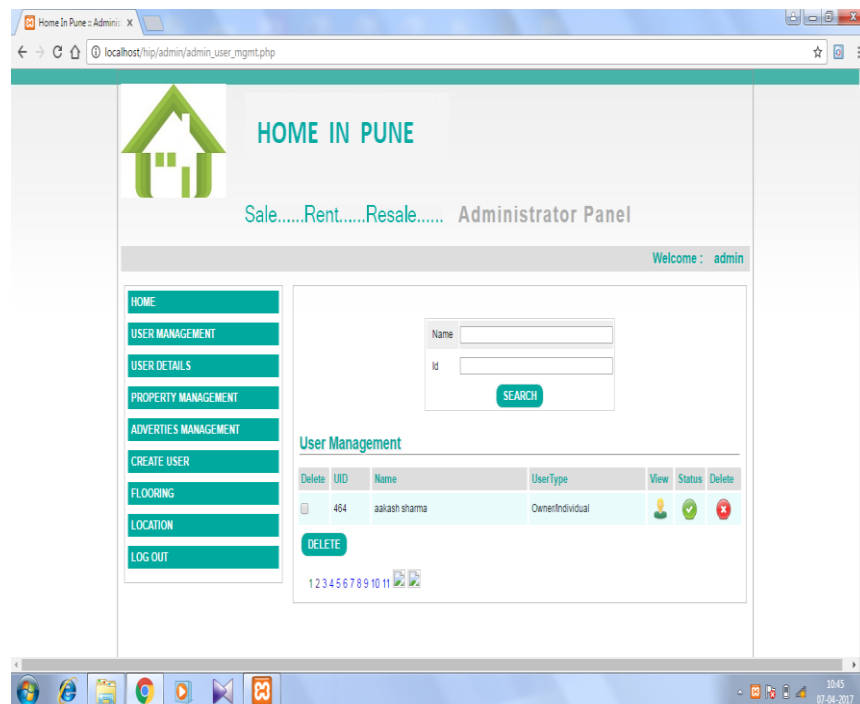 Home In Pune :: Adminis
localhost/hip/admin/admin_user_mgmt.php
HOME IN PUNE
Sale......Rent......Resale...... Administrator Panel
Welcome : admin
HOME
USER MANAGEMENT
USER DETAILS
PROPERTY MANAGEMENT
ADVERTIES MANAGEMENT
CREATE USER
FLOORING
LOCATION
LOG OUT
Name
Id
SEARCH
User Management
Delete UID Name UserType View Status Delete
464 aakash sharma Owner/Individual
DELETE
1 2 3 4 5 6 7 8 9 10 11
10:45
07-04-2017